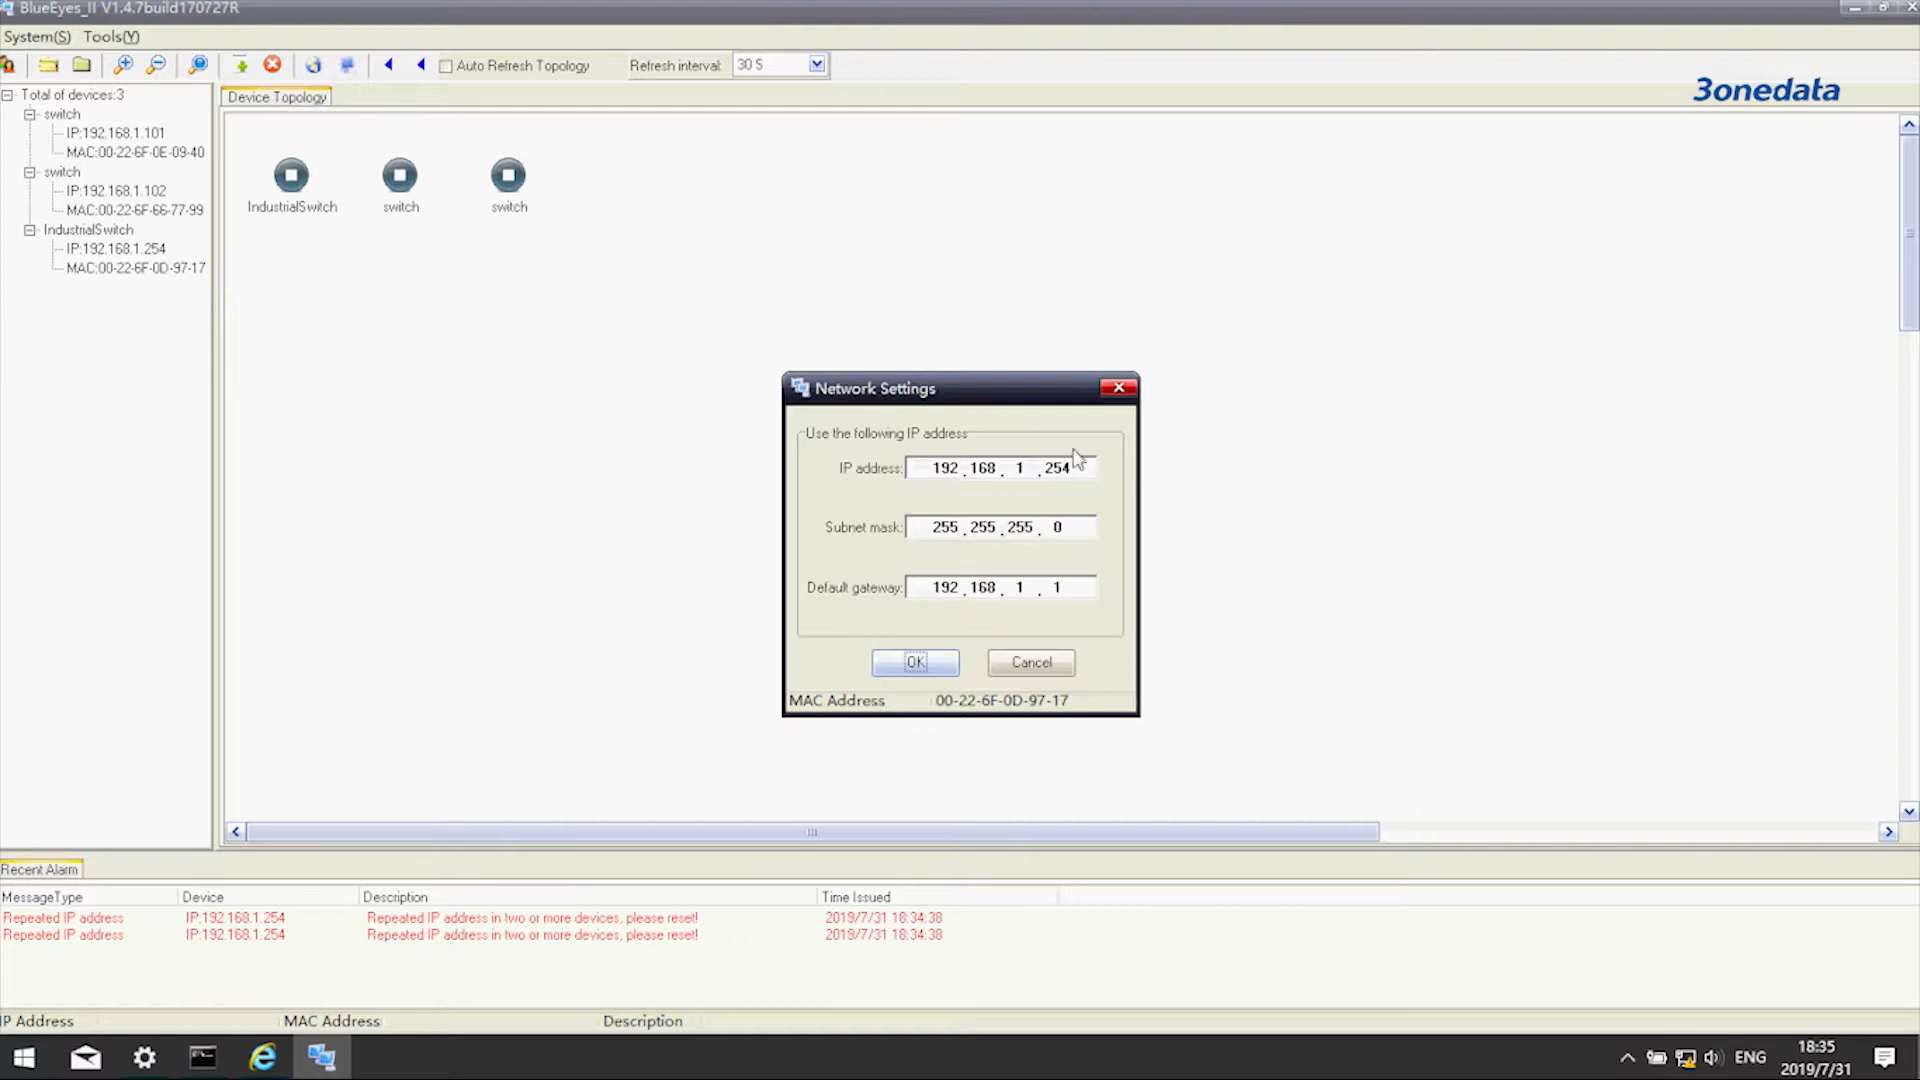 BlueEyes_II V1.4.7build170727R
System(S) Tools(Y)
Auto Refresh Topology Refresh interval: 30 S
Total of devices:3
switch
IP:192.168.1.101
MAC:00-22-6F-0E-09-40
switch
IP:192.168.1.102
MAC:00-22-6F-66-77-99
IndustrialSwitch
IP:192.168.1.254
MAC:00-22-6F-0D-97-17
Device Topology
3onedata
IndustrialSwitch switch switch
Network Settings
Use the following IP address
IP address: 192 . 168 . 1 . 254
Subnet mask: 255 . 255 . 255 . 0
Default gateway: 192 . 168 . 1 . 1
OK Cancel
MAC Address 00-22-6F-0D-97-17
Recent Alarm
MessageType Device Description Time Issued
Repeated IP address IP:192.168.1.254 Repeated IP address in two or more devices, please reset! 2019/7/31 18:34:38
Repeated IP address IP:192.168.1.254 Repeated IP address in two or more devices, please reset! 2019/7/31 18:34:38
IP Address MAC Address Description
ENG 18:35
2019/7/31